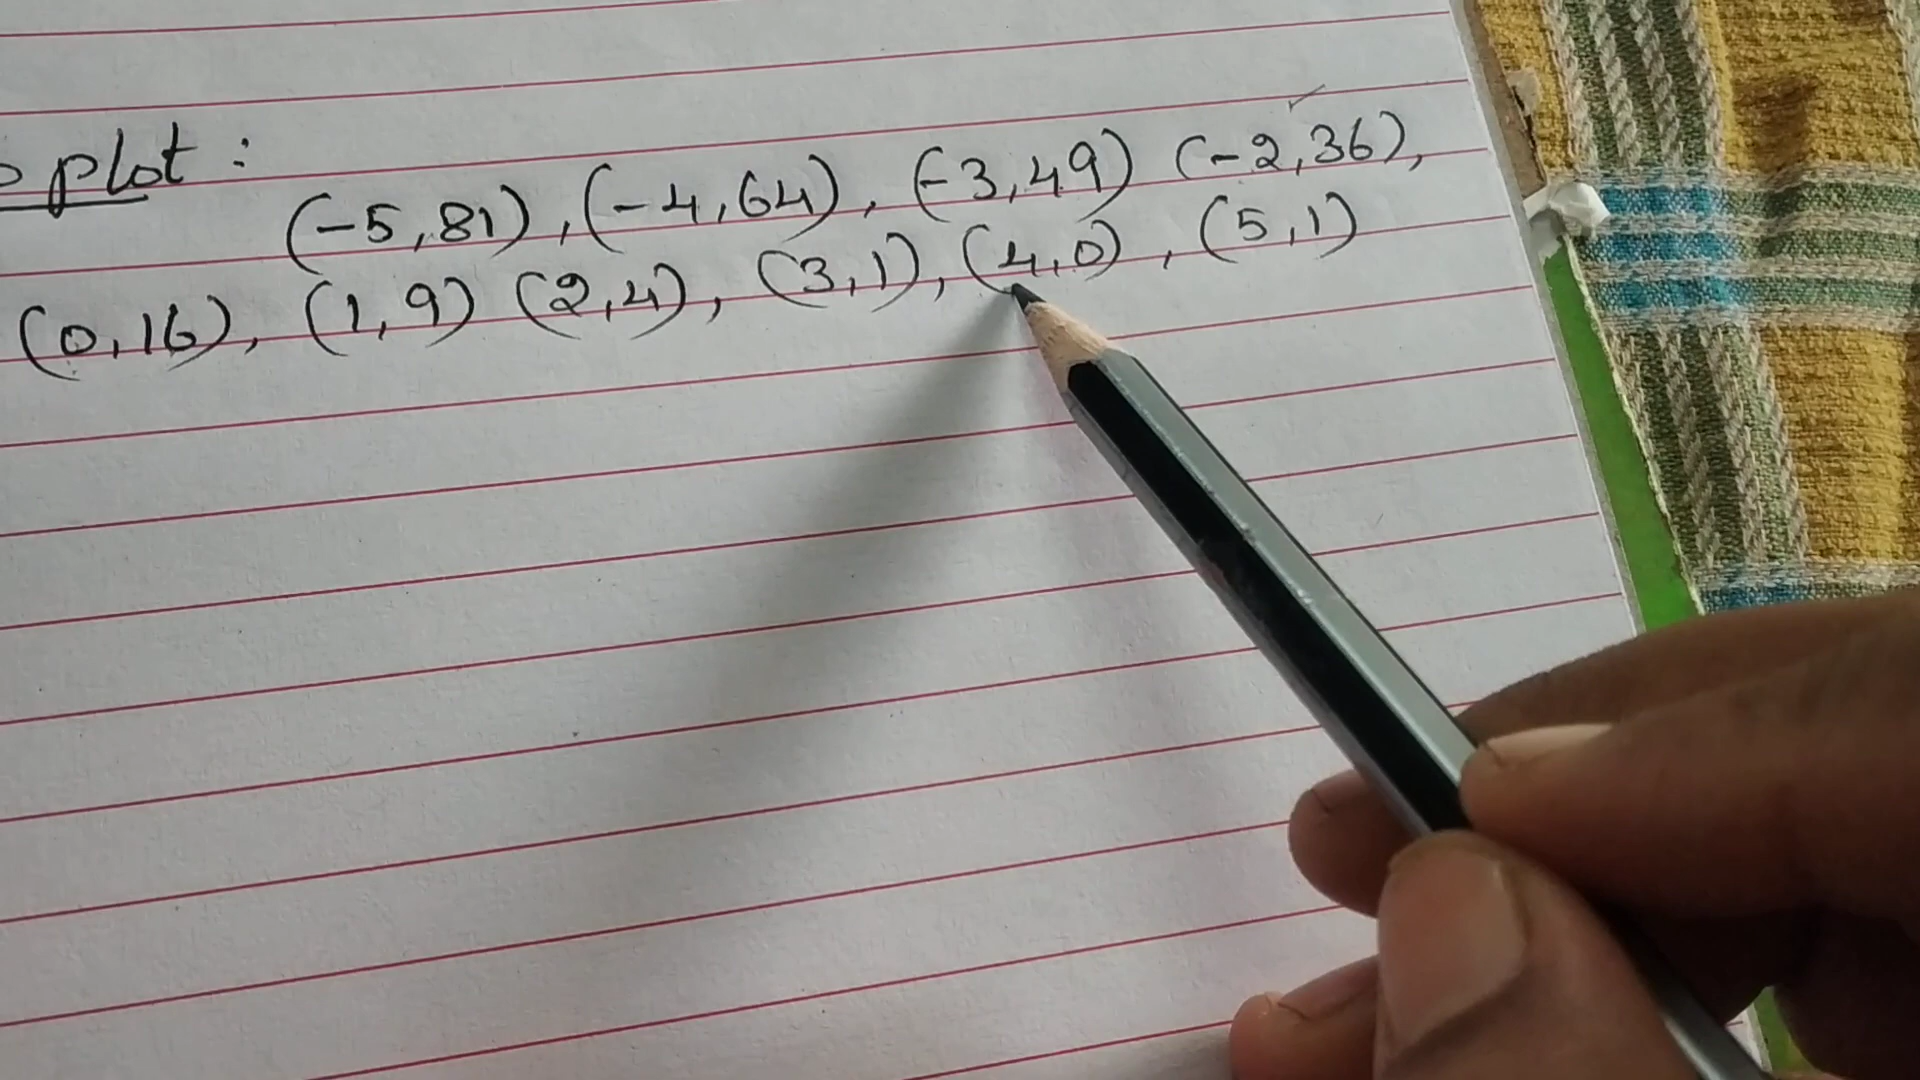 plot :
(-5,81), (-4,64), (-3,49) (-2,36),
(0,16), (1,9) (2,4), (3,1), (4,0), (5,1)